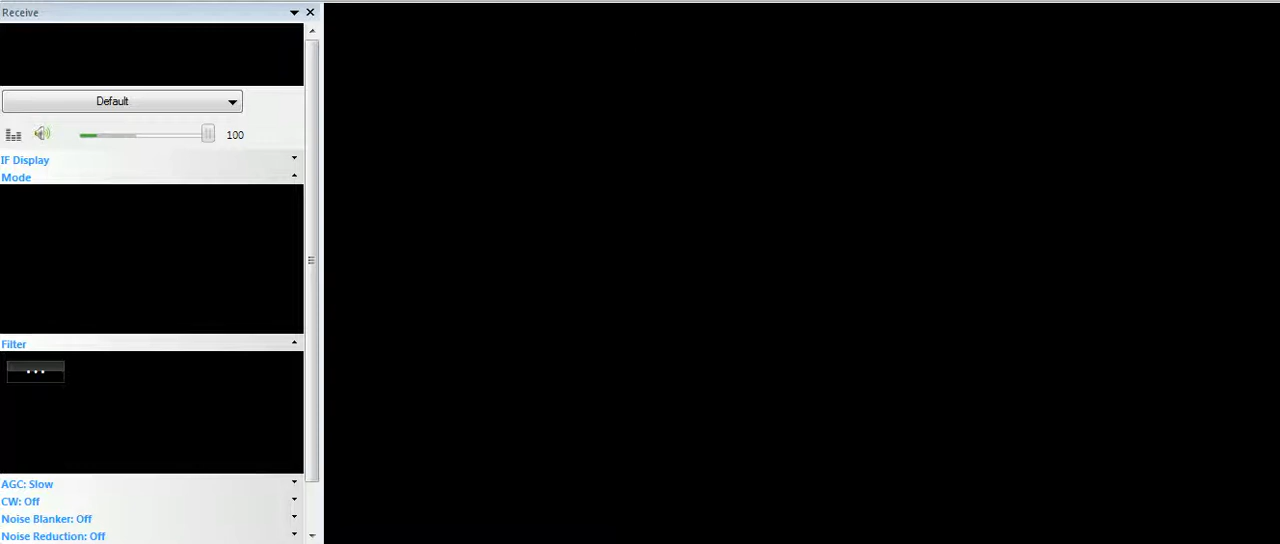 Receive
Default
100
IF Display
Mode
Filter
...
AGC: Slow
CW: Off
Noise Blanker: Off
Noise Reduction: Off